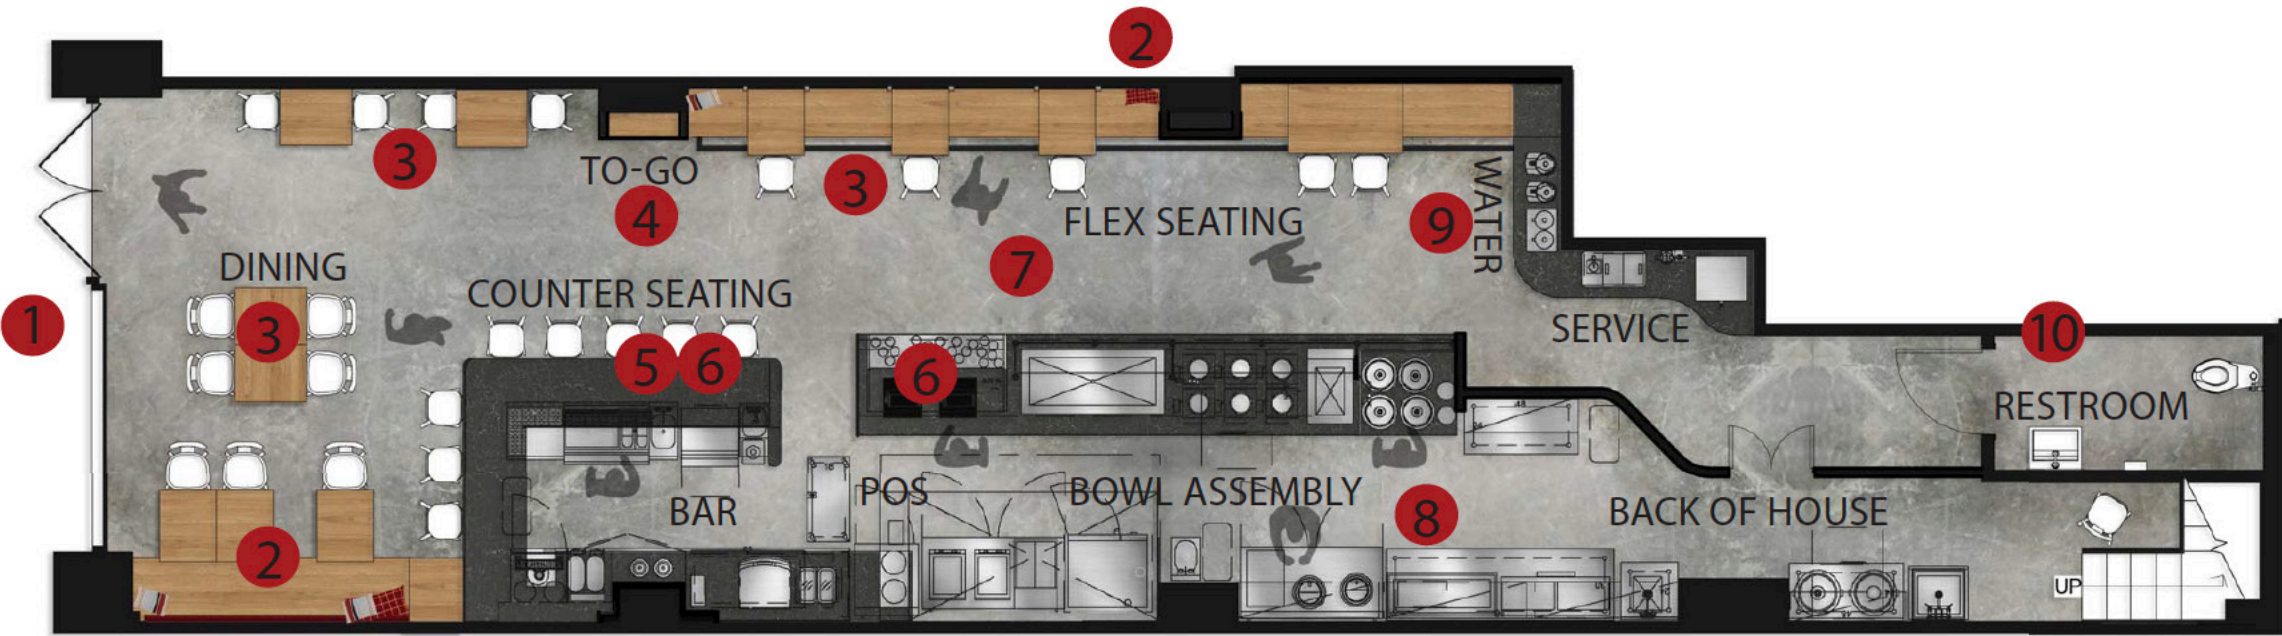 2
3
TO-GO
4
3
FLEX SEATING
9
WATER
7
DINING
COUNTER SEATING
1
3
SERVICE
10
5
6
6
RESTROOM
POS
BOWL ASSEMBLY
BAR
8
BACK OF HOUSE
2
UP